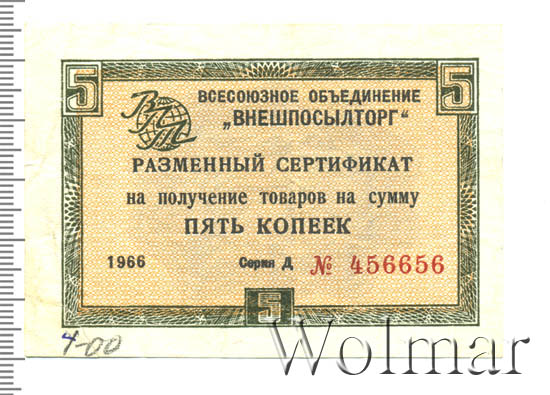 5 5
ВПТ
ВСЕСОЮЗНОЕ ОБЪЕДИНЕНИЕ
„ВНЕШПОСЫЛТОРГ“
РАЗМЕННЫЙ СЕРТИФИКАТ
на получение товаров на сумму
ПЯТЬ КОПЕЕК
1966 Серия Д № 456656
5
4-00
Wolmar